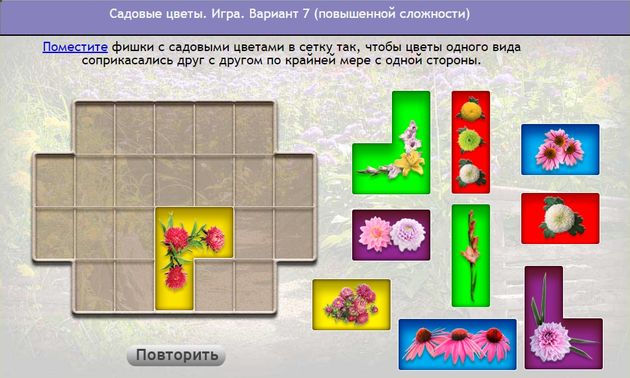 Садовые цветы. Игра. Вариант 7 (повышенной сложности)
Поместите фишки с садовыми цветами в сетку так, чтобы цветы одного вида
соприкасались друг с другом по крайней мере с одной стороны.
Повторить